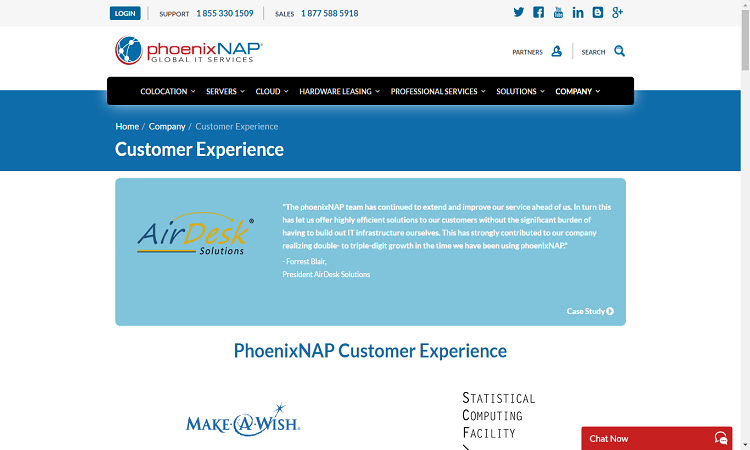 LOGIN SUPPORT 1 855 330 1509 SALES 1 877 588 5918
phoenixNAP®
GLOBAL IT SERVICES
PARTNERS SEARCH
COLOCATION SERVERS CLOUD HARDWARE LEASING PROFESSIONAL SERVICES SOLUTIONS COMPANY
Home / Company / Customer Experience
Customer Experience
AirDesk®
Solutions
"The phoenixNAP team has continued to extend and improve our service ahead of us. In turn this
has let us offer highly efficient solutions to our customers without the significant burden of
having to build out IT infrastructure ourselves. This has strongly contributed to our company
realizing double- to triple-digit growth in the time we have been using phoenixNAP."
- Forrest Blair,
President AirDesk Solutions
Case Study
PhoenixNAP Customer Experience
MAKE-A-WISH.
STATISTICAL
COMPUTING
FACILITY
Chat Now